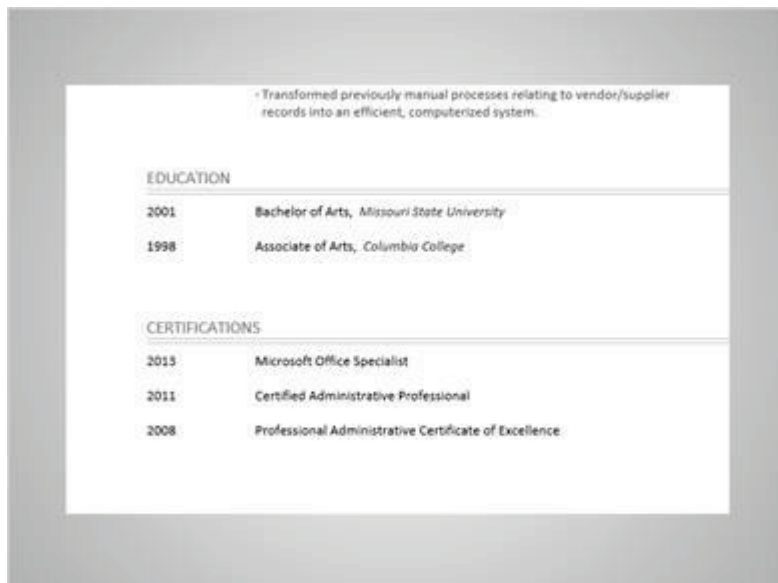 - Transformed previously manual processes relating to vendor/supplier
records into an efficient, computerized system.
EDUCATION
2001 Bachelor of Arts, Missouri State University
1998 Associate of Arts, Columbia College
CERTIFICATIONS
2013 Microsoft Office Specialist
2011 Certified Administrative Professional
2008 Professional Administrative Certificate of Excellence